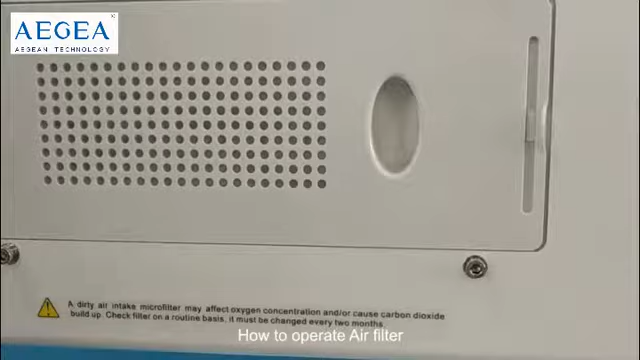 AEGEA
AEGEAN TECHNOLOGY
A dirty air intake microfilter may affect oxygen concentration and/or cause carbon dioxide
build up. Check filter on a routine basis, it must be changed every two months
How to operate Air filter